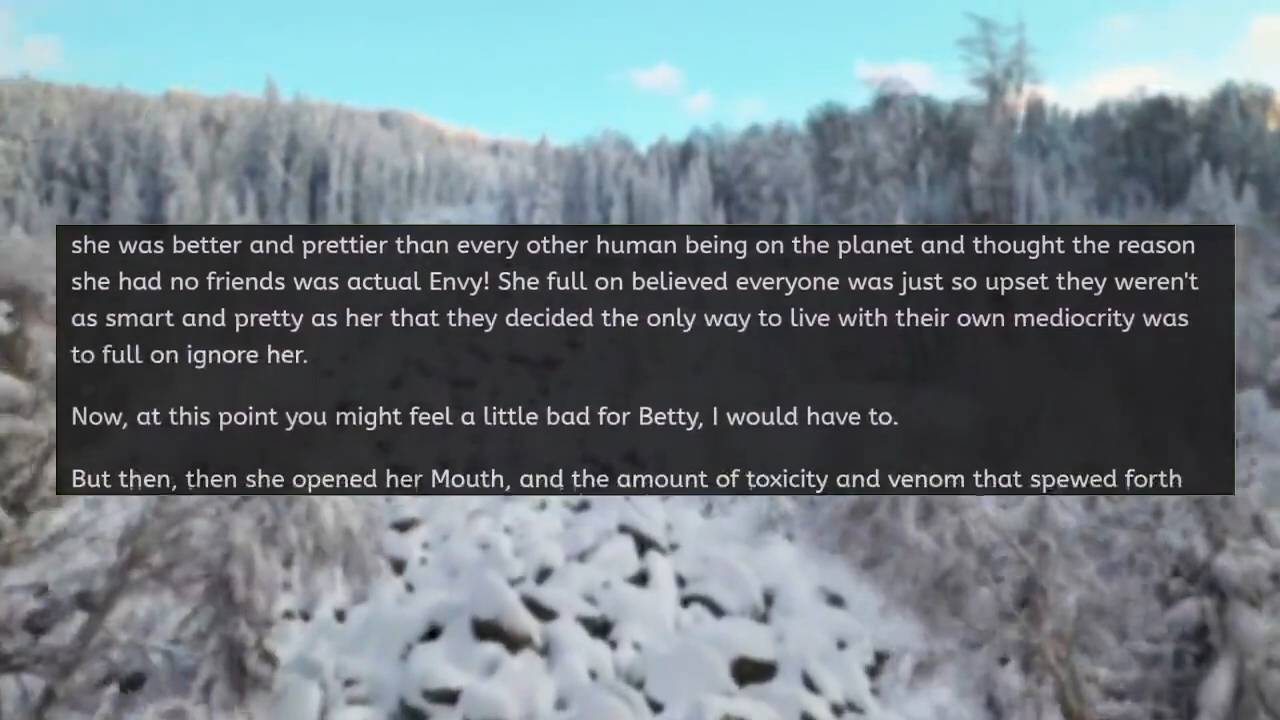 she was better and prettier than every other human being on the planet and thought the reason
she had no friends was actual Envy! She full on believed everyone was just so upset they weren't
as smart and pretty as her that they decided the only way to live with their own mediocrity was
to full on ignore her.
Now, at this point you might feel a little bad for Betty, I would have to.
But then, then she opened her Mouth, and the amount of toxicity and venom that spewed forth